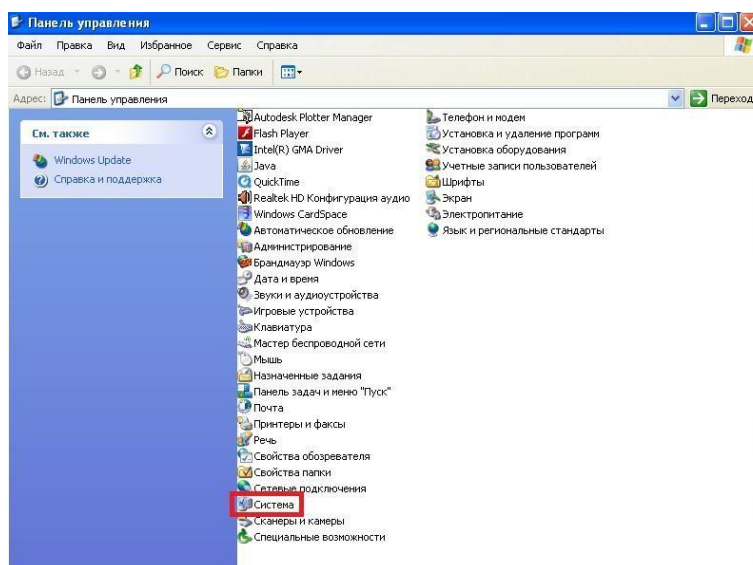 Панель управления
Файл Правка Вид Избранное Сервис Справка
Назад Поиск Папки
Адрес: Панель управления Переход
См. также
Windows Update
Справка и поддержка
Autodesk Plotter Manager
Flash Player
Intel(R) GMA Driver
Java
QuickTime
Realtek HD Конфигурация аудио
Windows CardSpace
Автоматическое обновление
Администрирование
Брандмауэр Windows
Дата и время
Звуки и аудиоустройства
Игровые устройства
Клавиатура
Мастер беспроводной сети
Мышь
Назначенные задания
Панель задач и меню "Пуск"
Почта
Принтеры и факсы
Речь
Свойства обозревателя
Свойства папки
Сетевые подключения
Система
Сканеры и камеры
Специальные возможности
Телефон и модем
Установка и удаление программ
Установка оборудования
Учетные записи пользователей
Шрифты
Экран
Электропитание
Язык и региональные стандарты